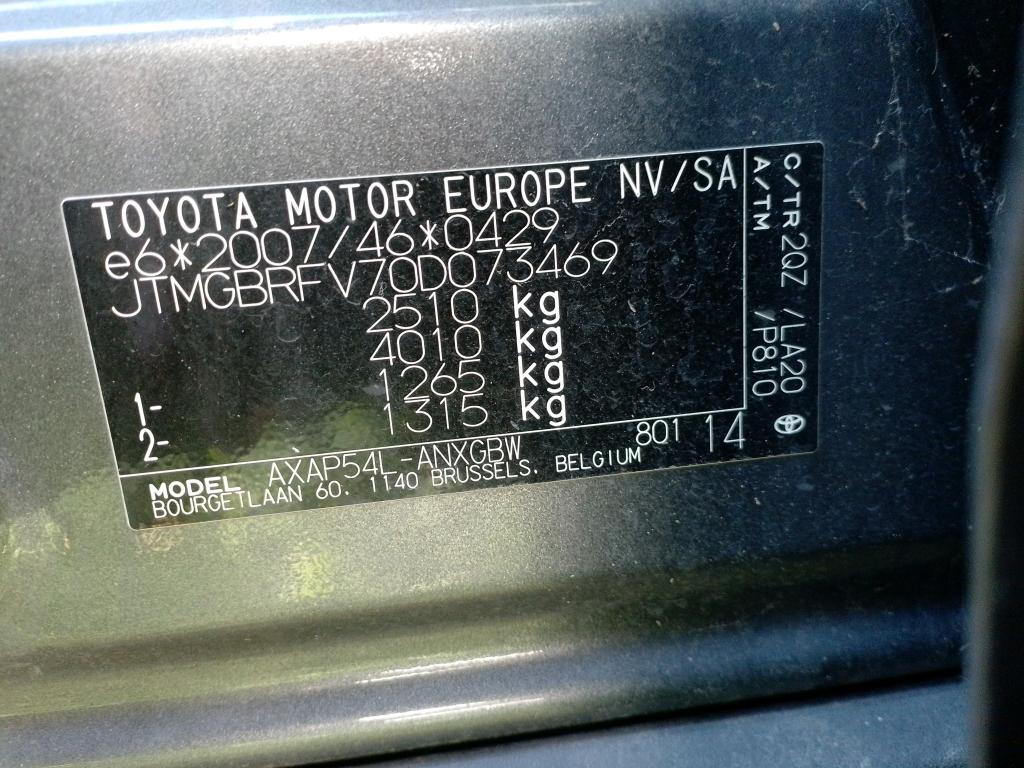 TOYOTA MOTOR EUROPE NV/SA
e6*2007/46*0429
JTMGBRFV70D073469
2510 kg
4010 kg
1- 1265 kg
2- 1315 kg
MODEL AXAP54L-ANXGBW 801 14
BOURGETLAAN 60. 1140 BRUSSELS. BELGIUM
C/TR 2QZ /LA20
A/TM /P810